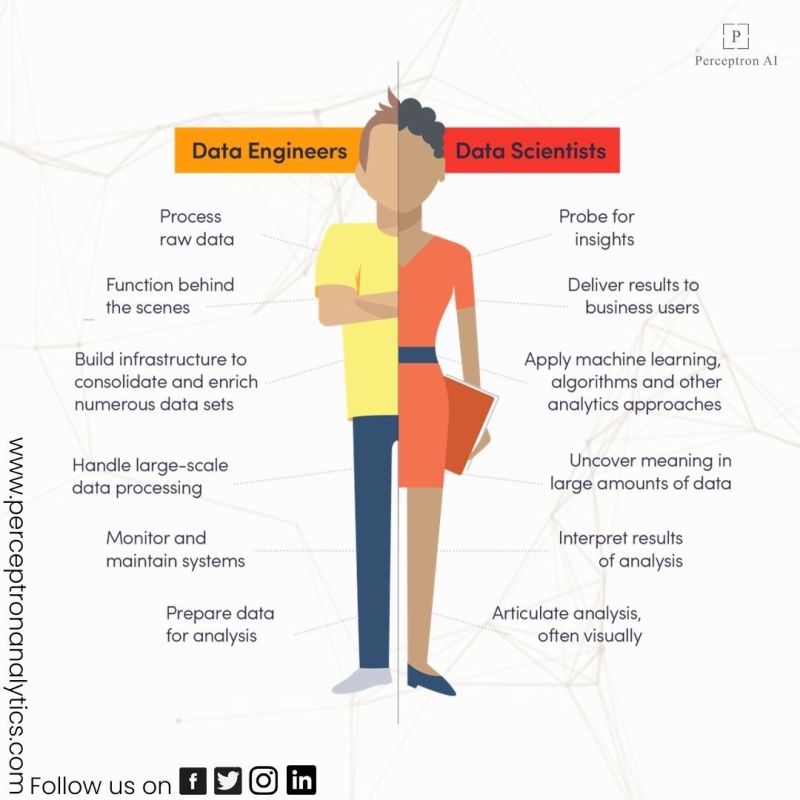 P
Perceptron AI
Data Engineers
Process
raw data
Function behind
the scenes
Build infrastructure to
consolidate and enrich
numerous data sets
Handle large-scale
data processing
Monitor and
maintain systems
Prepare data
for analysis
Data Scientists
Probe for
insights
Deliver results to
business users
Apply machine learning,
algorithms and other
analytics approaches
Uncover meaning in
large amounts of data
Interpret results
of analysis
Articulate analysis,
often visually
www.perceptronanalytics.com
Follow us on